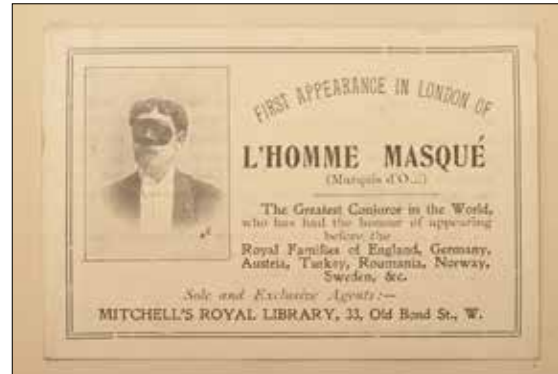 FIRST APPEARANCE IN LONDON OF
L'HOMME MASQUÉ
(Marquis d'O...)
The Greatest Conjuror in the World,
who has had the honour of appearing
before the
Royal Families of England, Germany,
Austria, Turkey, Roumania, Norway,
Sweden, &c.
Sole and Exclusive Agents:—
MITCHELL'S ROYAL LIBRARY, 33, Old Bond St., W.